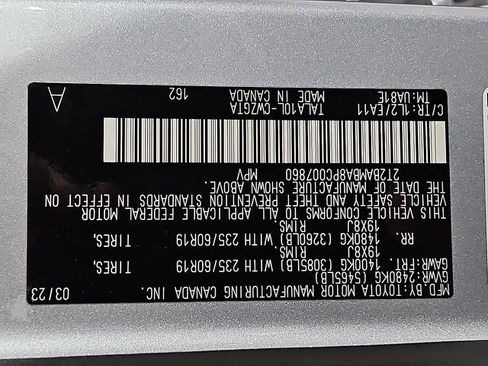 MFD.BY:TOYOTA MOTOR MANUFACTURING CANADA INC. 03/23
GVWR:2480KG(5465LB)
GAWR:FRT. 1400KG(3085LB) WITH 235/60R19 TIRES,
19X8J RIMS
RR. 1480KG(3260LB) WITH 235/60R19 TIRES,
19X8J RIMS
THIS VEHICLE CONFORMS TO ALL APPLICABLE FEDERAL MOTOR
VEHICLE SAFETY AND THEFT PREVENTION STANDARDS IN EFFECT ON
THE DATE OF MANUFACTURE SHOWN ABOVE.
2T2BAMBA8PC007860 MPV
C/TR:1L2/EA11 TALA10L-CWZGTA 162 A
TM:UA81E MADE IN CANADA